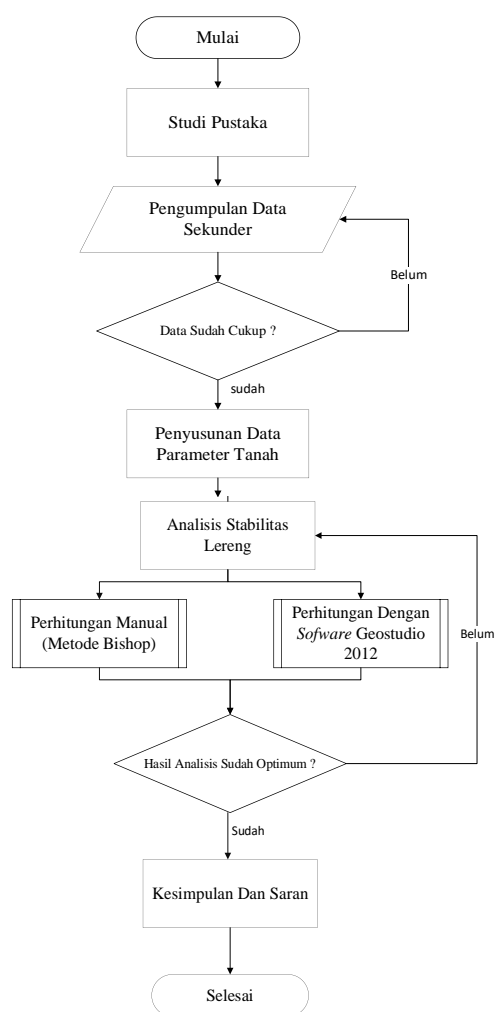 Mulai
Studi Pustaka
Pengumpulan Data
Sekunder
Belum
Data Sudah Cukup ?
sudah
Penyusunan Data
Parameter Tanah
Analisis Stabilitas
Lereng
Perhitungan Manual
(Metode Bishop)
Perhitungan Dengan
Sofware Geostudio
2012
Belum
Hasil Analisis Sudah Optimum ?
Sudah
Kesimpulan Dan Saran
Selesai